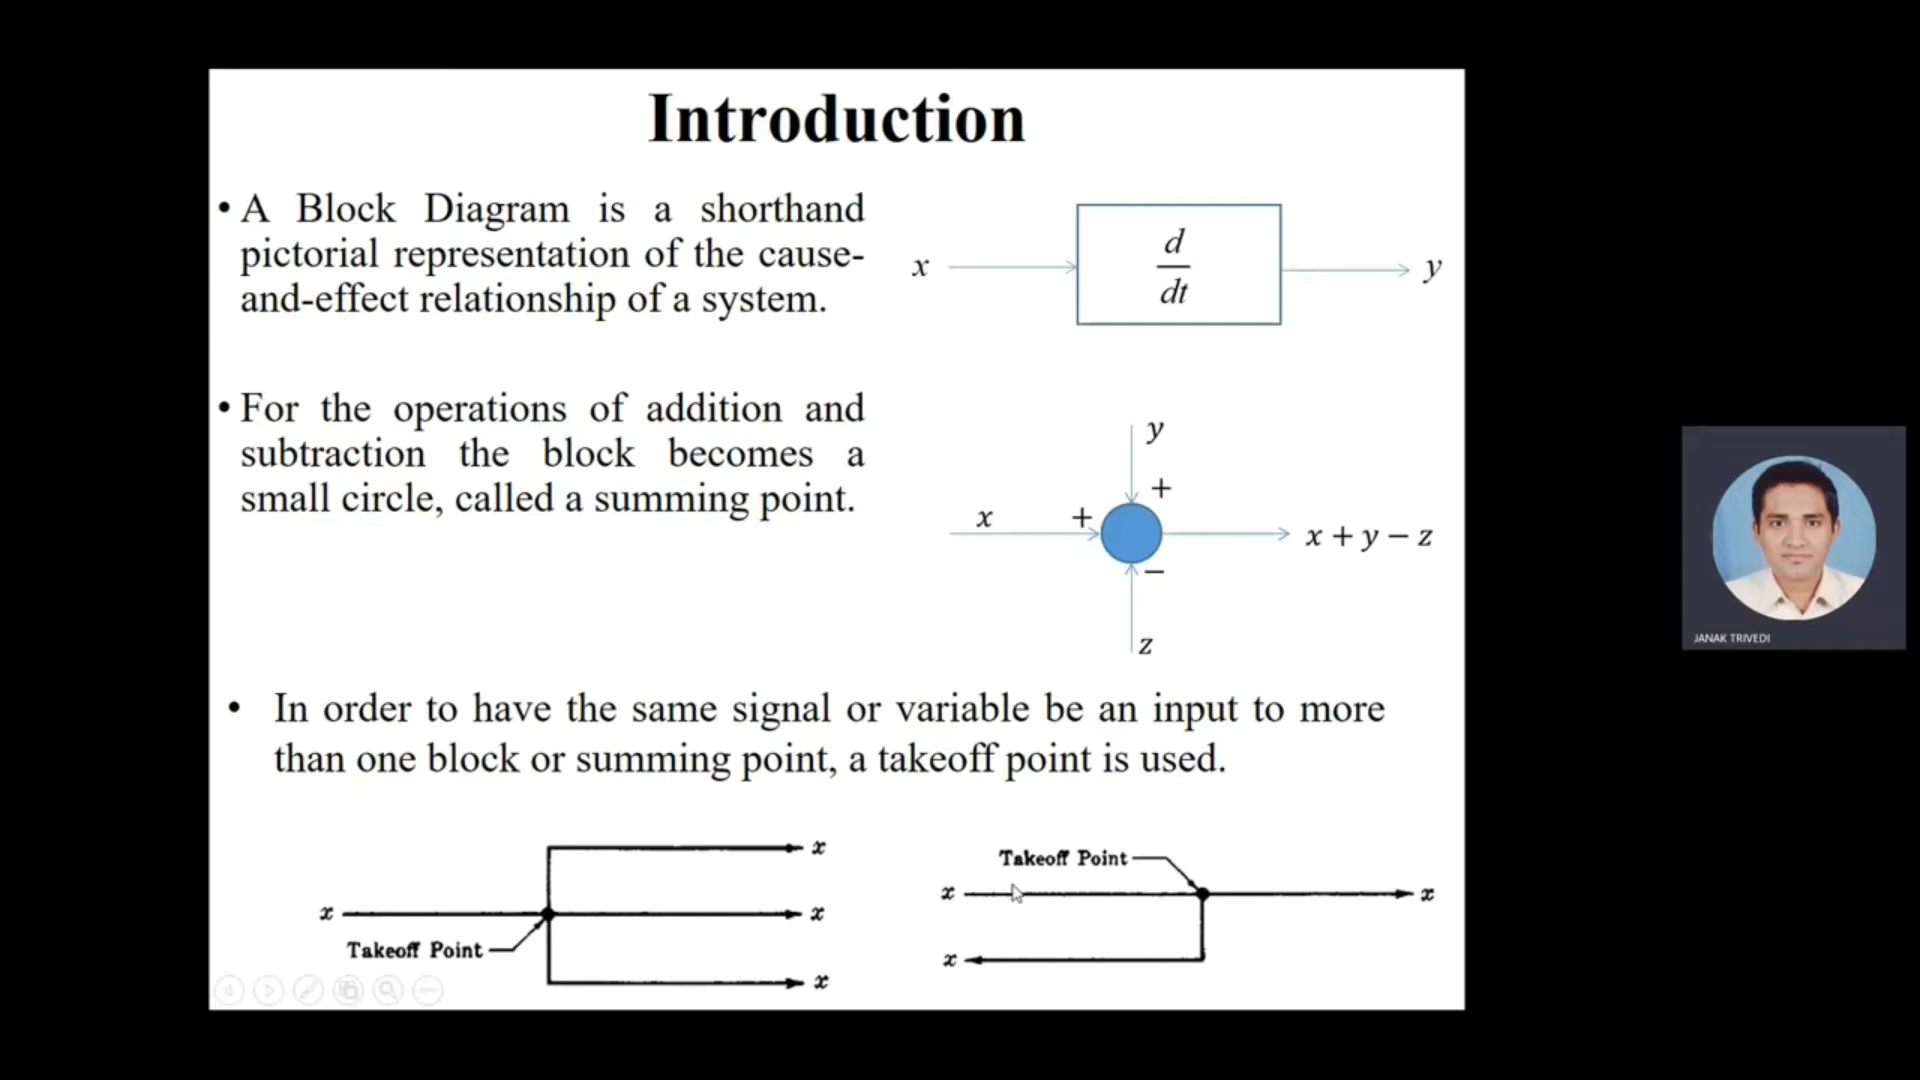 Introduction
• A Block Diagram is a shorthand
pictorial representation of the cause-
and-effect relationship of a system.
x
d
dt
y
• For the operations of addition and
subtraction the block becomes a
small circle, called a summing point.
y
+
x
+
x + y − z
−
z
JANAK TRIVEDI
• In order to have the same signal or variable be an input to more
than one block or summing point, a takeoff point is used.
x
x
x
Takeoff Point
x
Takeoff Point
x
x
x